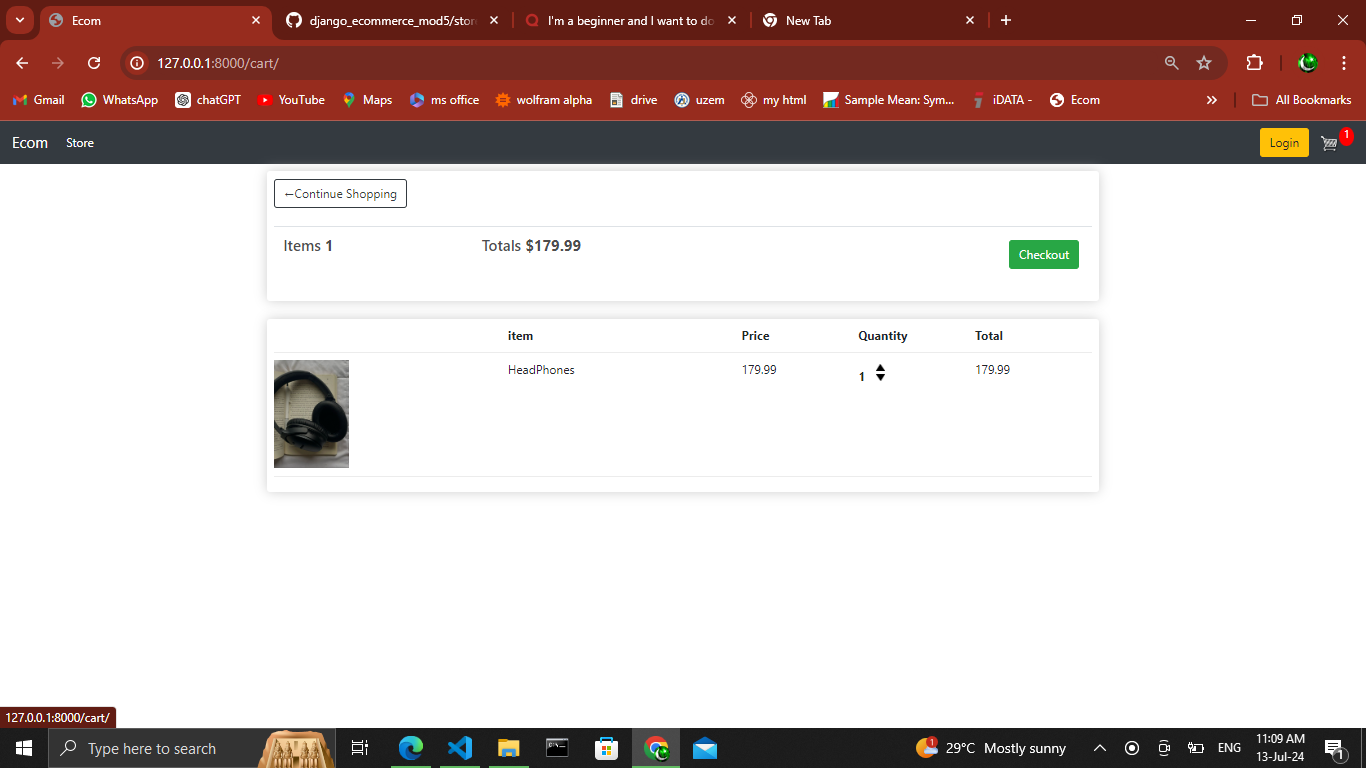 Ecom
django_ecommerce_mod5/stor
I'm a beginner and I want to do
New Tab
127.0.0.1:8000/cart/
Gmail
WhatsApp
chatGPT
YouTube
Maps
ms office
wolfram alpha
drive
uzem
my html
Sample Mean: Sym...
iDATA -
Ecom
All Bookmarks
Ecom
Store
Login
1
←Continue Shopping
Items 1
Totals $179.99
Checkout
item
Price
Quantity
Total
HeadPhones
179.99
1
179.99
127.0.0.1:8000/cart/
Type here to search
1
29°C Mostly sunny
ENG
11:09 AM
13-Jul-24
1